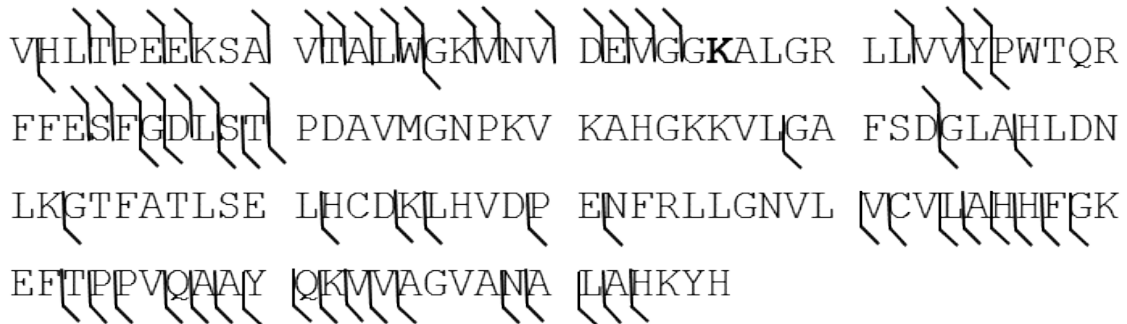 VHLTPEEKSA VTALWGKVNV DEVGGKALGR LLVVYPWTQR
FFESFGDLST PDAVMGNPKV KAHGKKVLGA FSDGLAHLDN
LKGTFATLSE LHCDKLHVDP ENFRLLGNVL VCVLAHHFGK
EFTPPVQAAY QKVVAGVANA LAHKYH